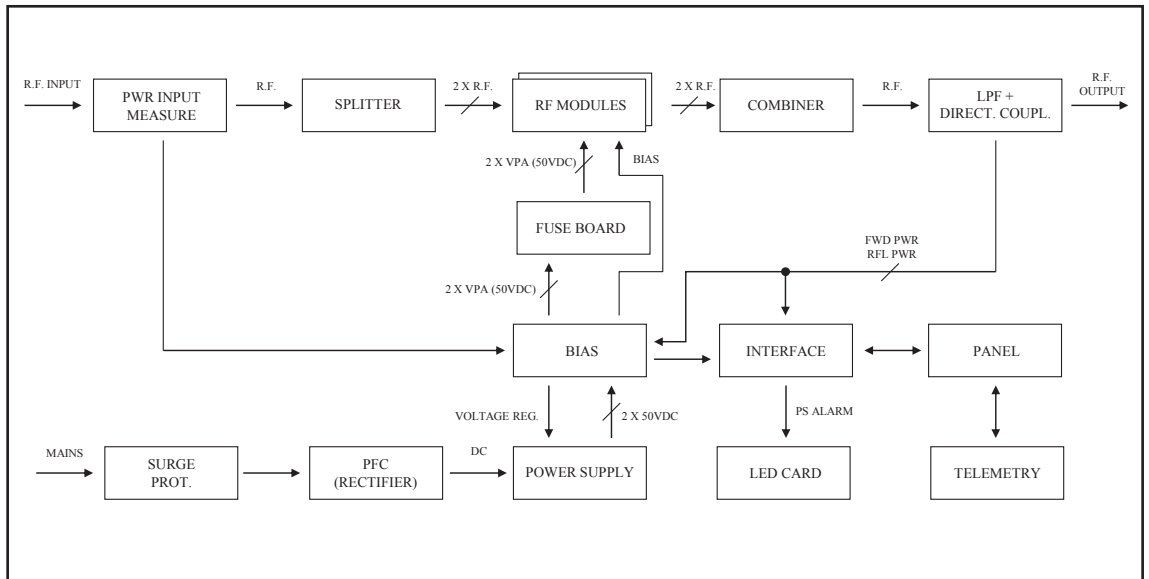 R.F. INPUT
PWR INPUT
MEASURE
R.F.
SPLITTER
2 X R.F.
RF MODULES
2 X R.F.
COMBINER
R.F.
LPF +
DIRECT. COUPL.
R.F.
OUTPUT
2 X VPA (50VDC)
BIAS
FUSE BOARD
FWD PWR
RFL PWR
2 X VPA (50VDC)
BIAS
INTERFACE
PANEL
VOLTAGE REG.
2 X 50VDC
PS ALARM
MAINS
SURGE
PROT.
PFC
(RECTIFIER)
DC
POWER SUPPLY
LED CARD
TELEMETRY